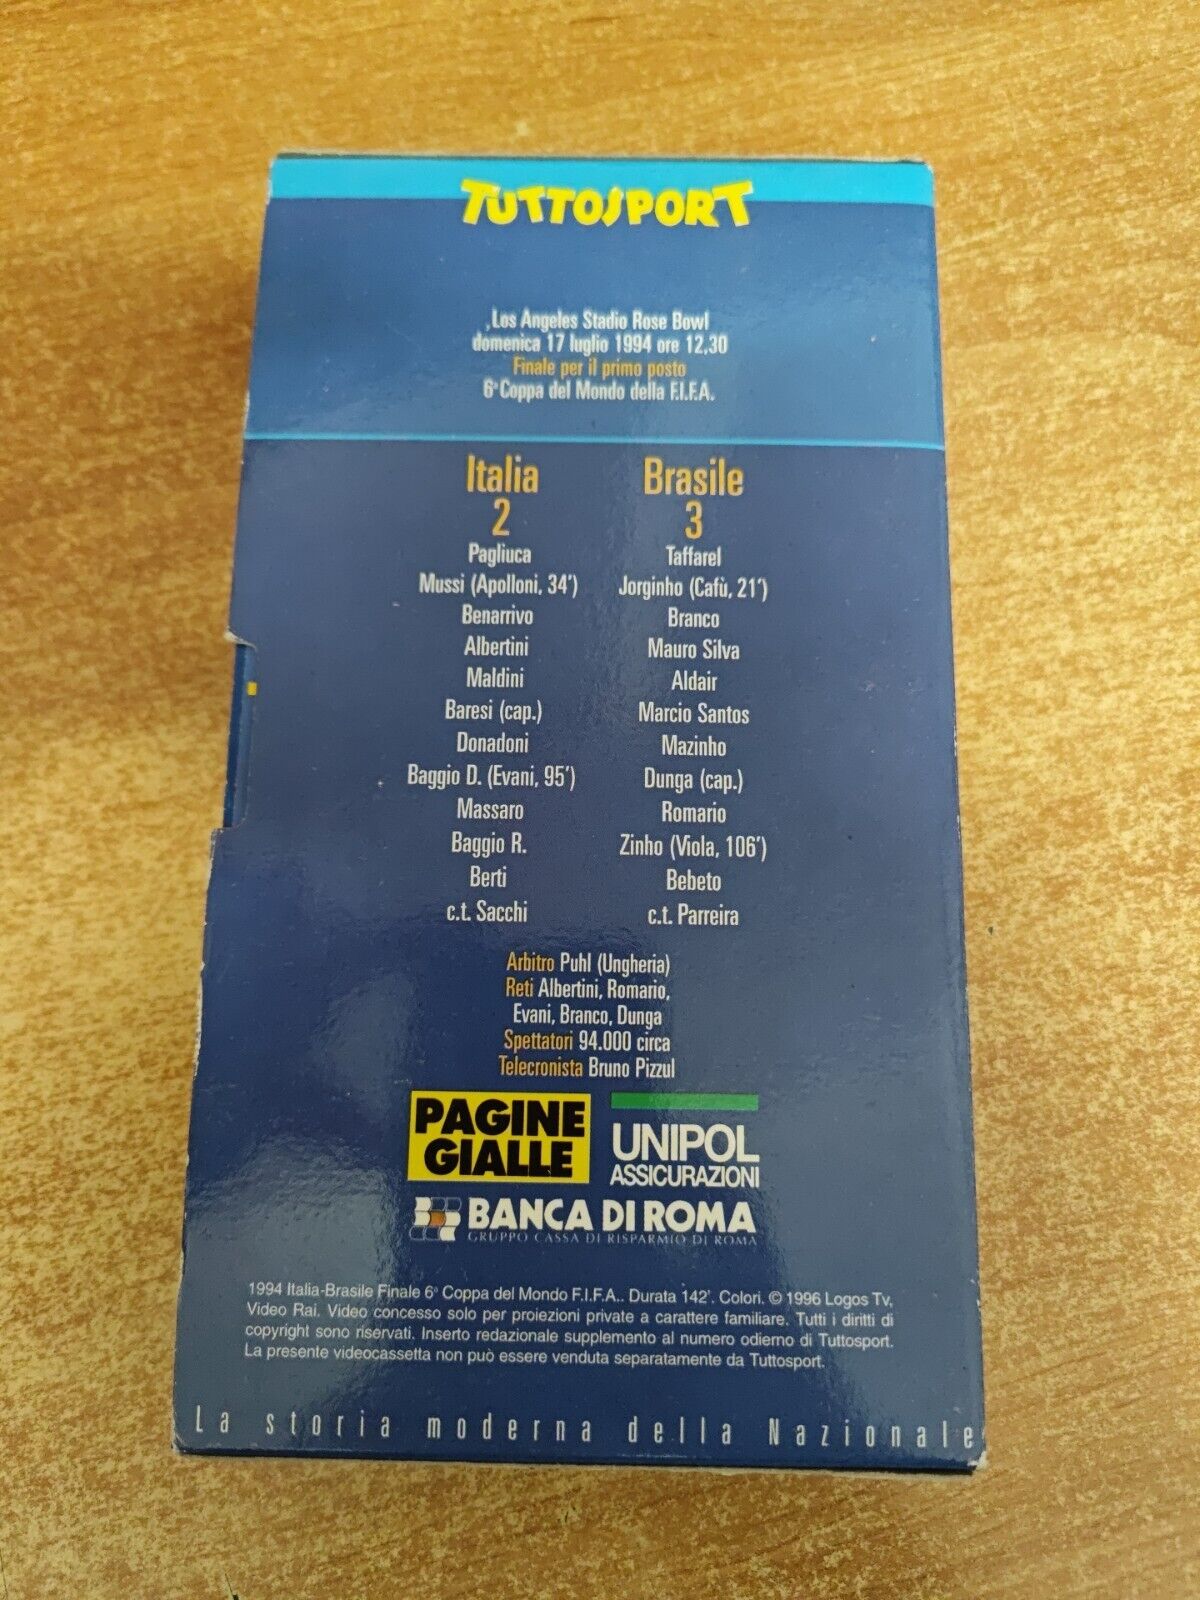 TUTTOSPORT
Los Angeles Stadio Rose Bowl
domenica 17 luglio 1994 ore 12,30
Finale per il primo posto
6ª Coppa del Mondo della F.I.F.A.
Italia Brasile
2 3
Pagliuca Taffarel
Mussi (Apolloni, 34') Jorginho (Cafù, 21')
Benarrivo Branco
Albertini Mauro Silva
Maldini Aldair
Baresi (cap.) Marcio Santos
Donadoni Mazinho
Baggio D. (Evani, 95') Dunga (cap.)
Massaro Romario
Baggio R. Zinho (Viola, 106')
Berti Bebeto
c.t. Sacchi c.t. Parreira
Arbitro Puhl (Ungheria)
Reti Albertini, Romario,
Evani, Branco, Dunga
Spettatori 94.000 circa
Telecronista Bruno Pizzul
PAGINE
GIALLE
UNIPOL
ASSICURAZIONI
BANCA DI ROMA
GRUPPO CASSA DI RISPARMIO DI ROMA
1994 Italia-Brasile Finale 6ª Coppa del Mondo F.I.F.A.. Durata 142'. Colori. © 1996 Logos Tv,
Video Rai. Video concesso solo per proiezioni private a carattere familiare. Tutti i diritti di
copyright sono riservati. Inserto redazionale supplemento al numero odierno di Tuttosport.
La presente videocassetta non può essere venduta separatamente da Tuttosport.
La storia moderna della Nazionale